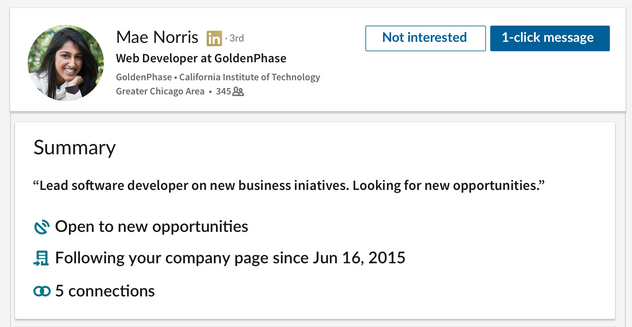 Mae Norris in · 3rd
Not interested
1-click message
Web Developer at GoldenPhase
GoldenPhase • California Institute of Technology
Greater Chicago Area • 345
Summary
“Lead software developer on new business iniatives. Looking for new opportunities.”
Open to new opportunities
Following your company page since Jun 16, 2015
5 connections